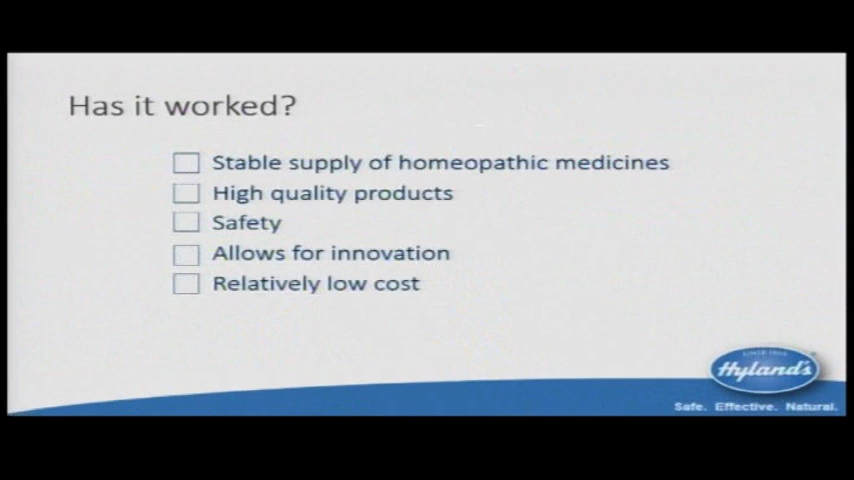 Has it worked?
Stable supply of homeopathic medicines
High quality products
Safety
Allows for innovation
Relatively low cost
Hyland's
Safe. Effective. Natural.